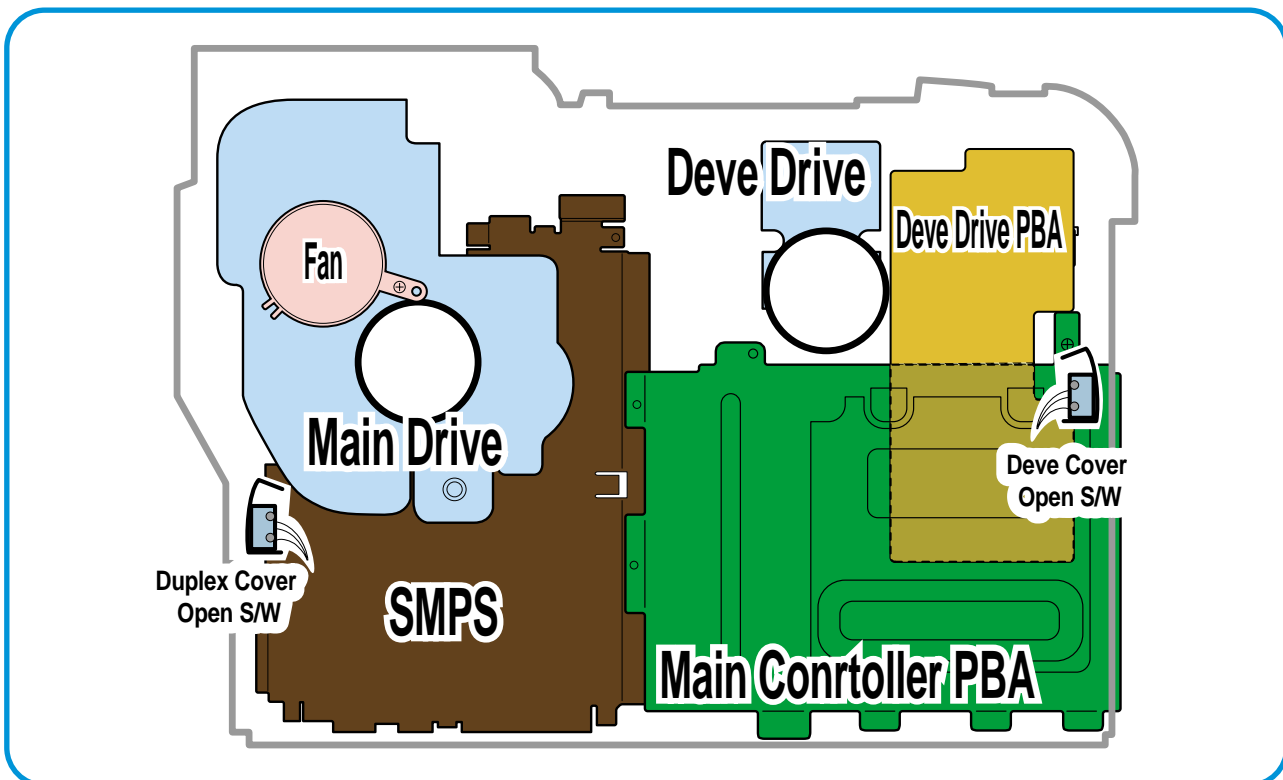 Deve Drive
Deve Drive PBA
Fan
Main Drive
Deve Cover
Open S/W
Duplex Cover
Open S/W
SMPS
Main Conrtoller PBA